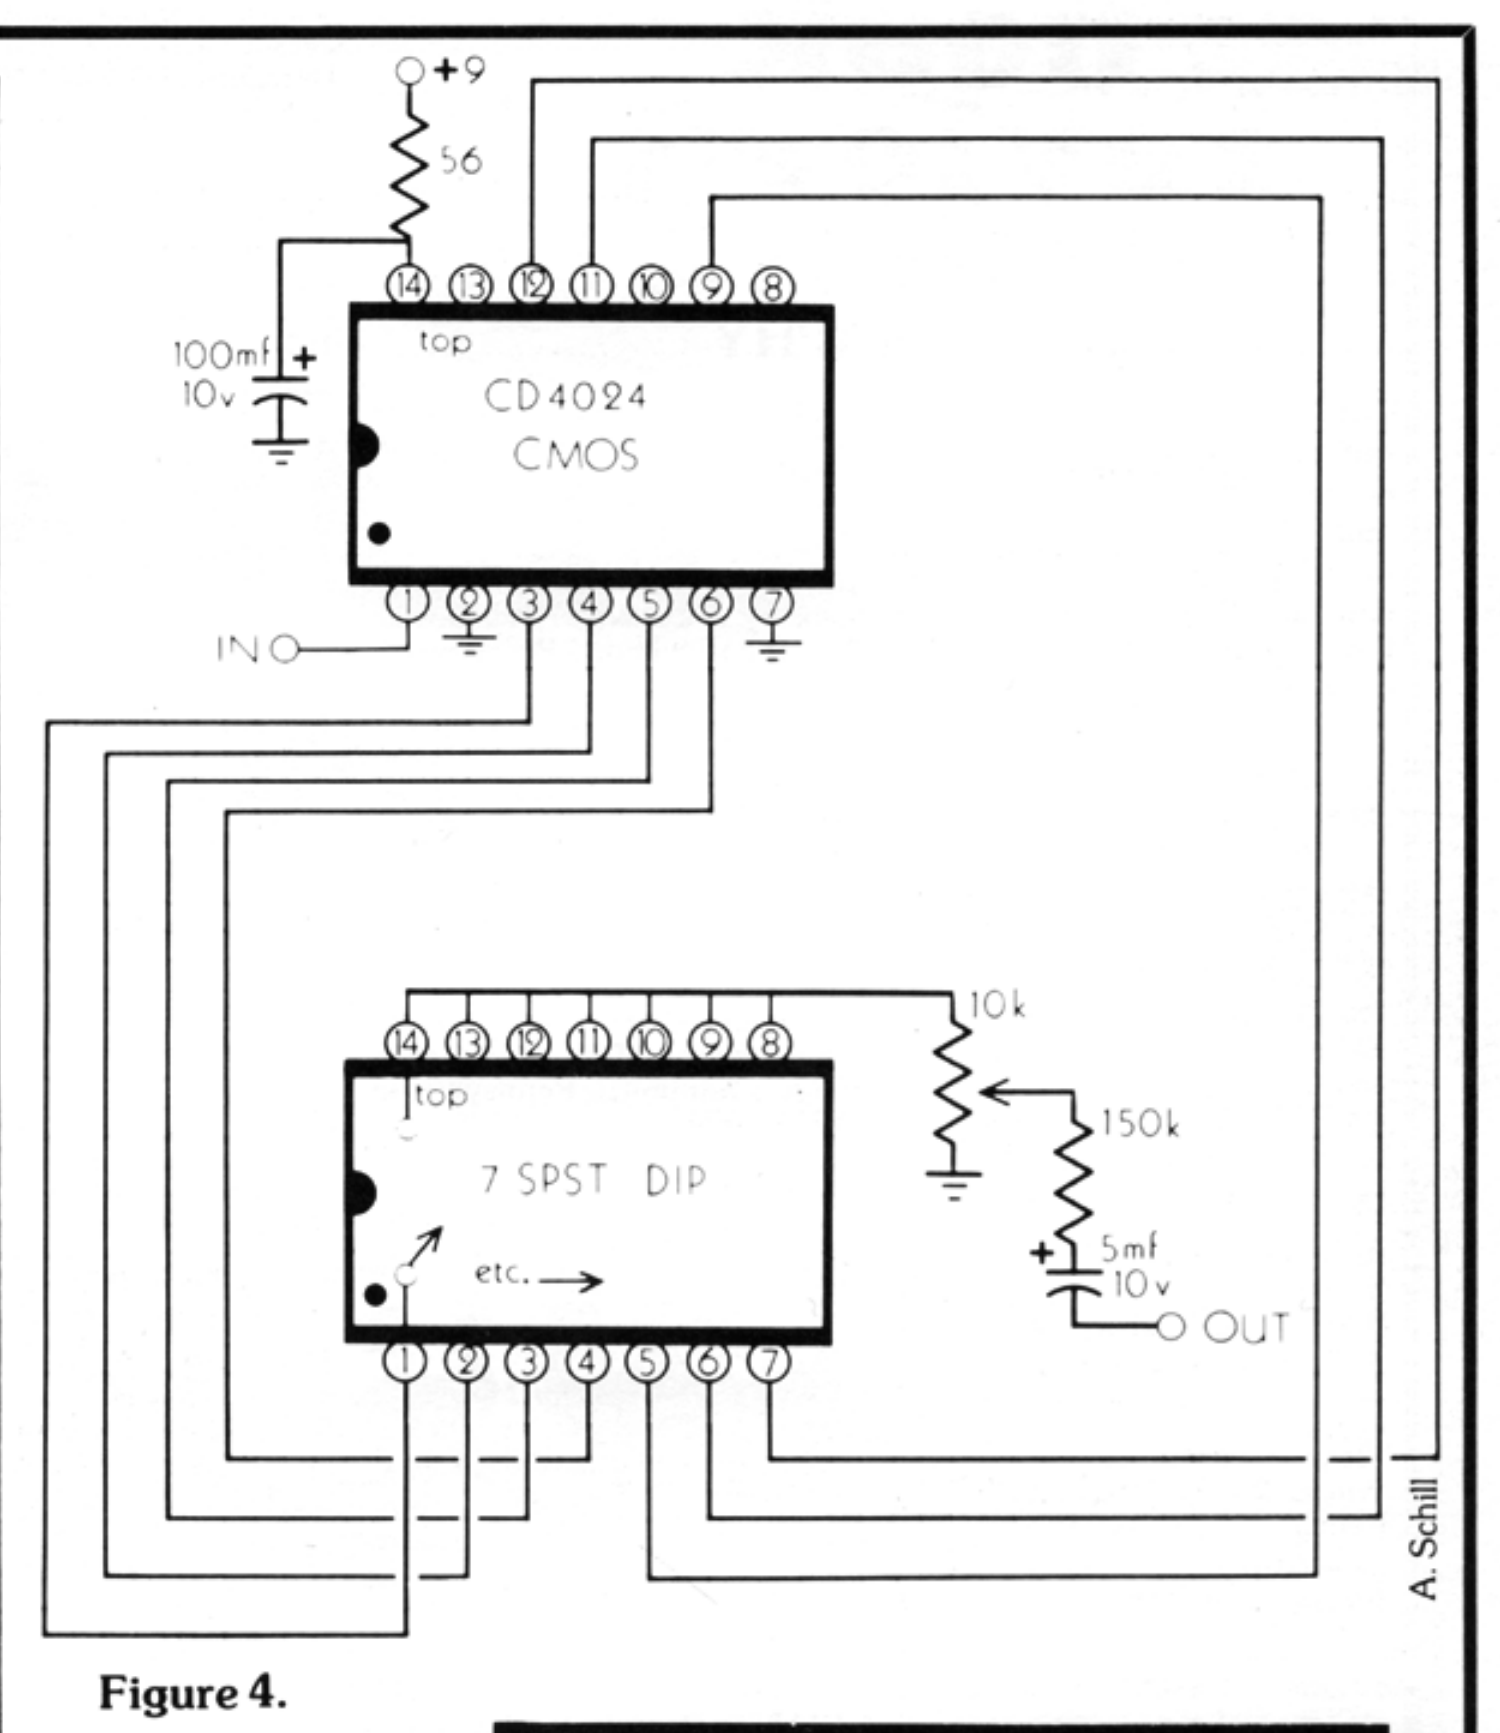 +9
56
14 13 12 11 10 9 8
top
100mf +
10v
CD4024
CMOS
1 2 3 4 5 6 7
IN
10k
14 13 12 11 10 9 8
top
150k
7 SPST DIP
+ 5mf
10v
etc.
OUT
1 2 3 4 5 6 7
A. Schill
Figure 4.